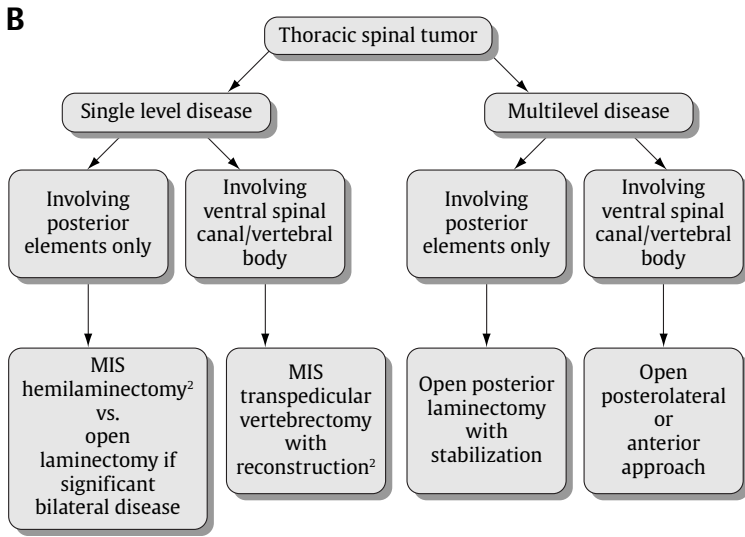 B
Thoracic spinal tumor
Single level disease
Multilevel disease
Involving
posterior
elements only
Involving
ventral spinal
canal/vertebral
body
Involving
posterior
elements only
Involving
ventral spinal
canal/vertebral
body
MIS
hemilaminectomy²
vs.
open
laminectomy if
significant
bilateral disease
MIS
transpedicular
vertebrectomy
with
reconstruction²
Open posterior
laminectomy
with
stabilization
Open
posterolateral
or
anterior
approach